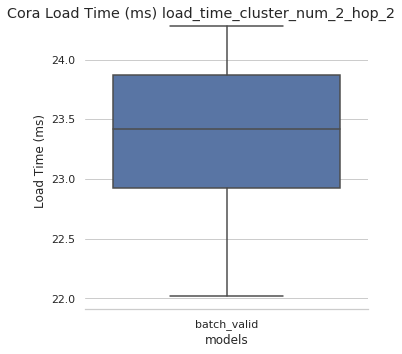 Cora Load Time (ms) load_time_cluster_num_2_hop_2
24.0
23.5
23.0
22.5
22.0
Load Time (ms)
batch_valid
models